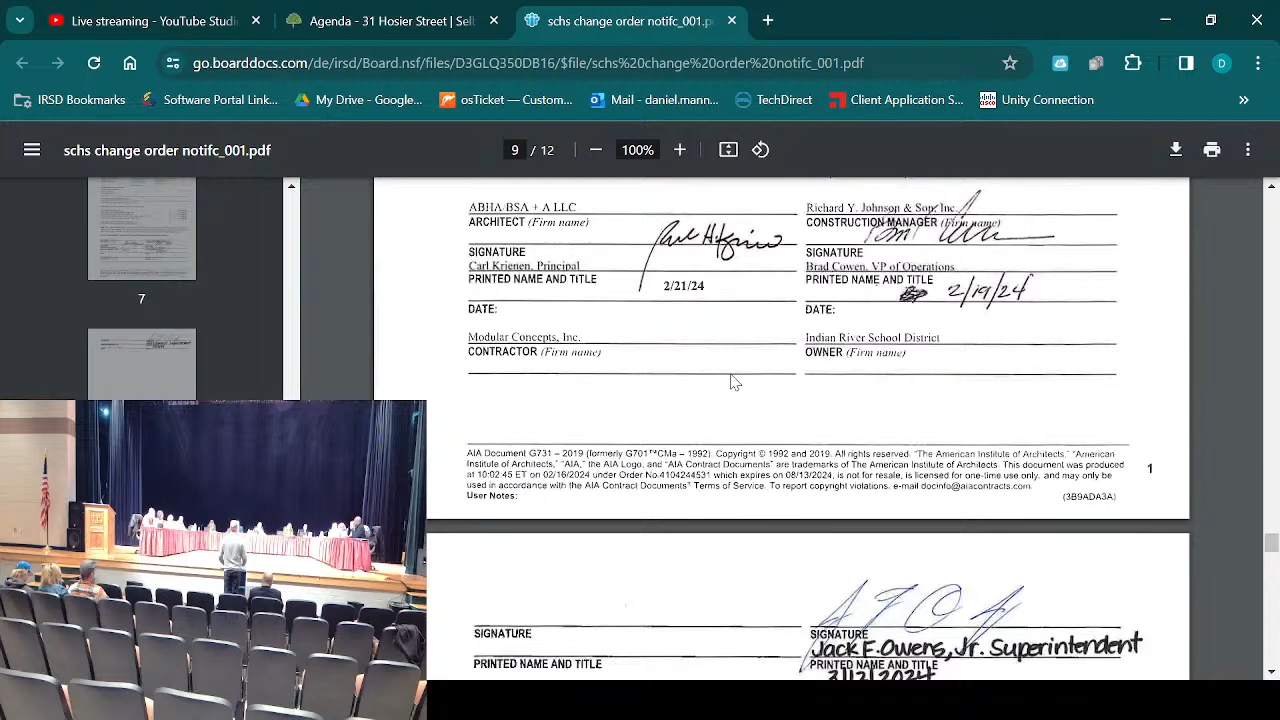 Live streaming - YouTube Studi
Agenda - 31 Hosier Street | Sel
schs change order notifc_001.p
go.boarddocs.com/de/irsd/Board.nsf/files/D3GLQ350DB16/$file/schs%20change%20order%20notifc_001.pdf
D
IRSD Bookmarks
Software Portal Link...
My Drive - Google...
osTicket — Custom...
Mail - daniel.mann...
TechDirect
Client Application S...
Unity Connection
schs change order notifc_001.pdf
9 / 12
100%
7
ABHA BSA + A LLC
ARCHITECT (Firm name)
SIGNATURE
Carl Krienen, Principal
PRINTED NAME AND TITLE
2/21/24
DATE:
Modular Concepts, Inc.
CONTRACTOR (Firm name)
Richard Y. Johnson & Son, Inc.
CONSTRUCTION MANAGER (Firm name)
SIGNATURE
Brad Cowen, VP of Operations
PRINTED NAME AND TITLE
2/19/24
DATE:
Indian River School District
OWNER (Firm name)
AIA Document G731 – 2019 (formerly G701™CMa – 1992). Copyright © 1992 and 2019. All rights reserved. "The American Institute of Architects," "American
Institute of Architects," "AIA," the AIA Logo, and "AIA Contract Documents" are trademarks of The American Institute of Architects. This document was produced
at 10:02:45 ET on 02/16/2024 under Order No.4104244531 which expires on 08/13/2024, is not for resale, is licensed for one-time use only, and may only be
used in accordance with the AIA Contract Documents® Terms of Service. To report copyright violations, e-mail docinfo@aiacontracts.com.
User Notes:
(3B9ADA3A)
1
SIGNATURE
PRINTED NAME AND TITLE
SIGNATURE
Jack F. Owens, Jr. Superintendent
PRINTED NAME AND TITLE
3/12/2024